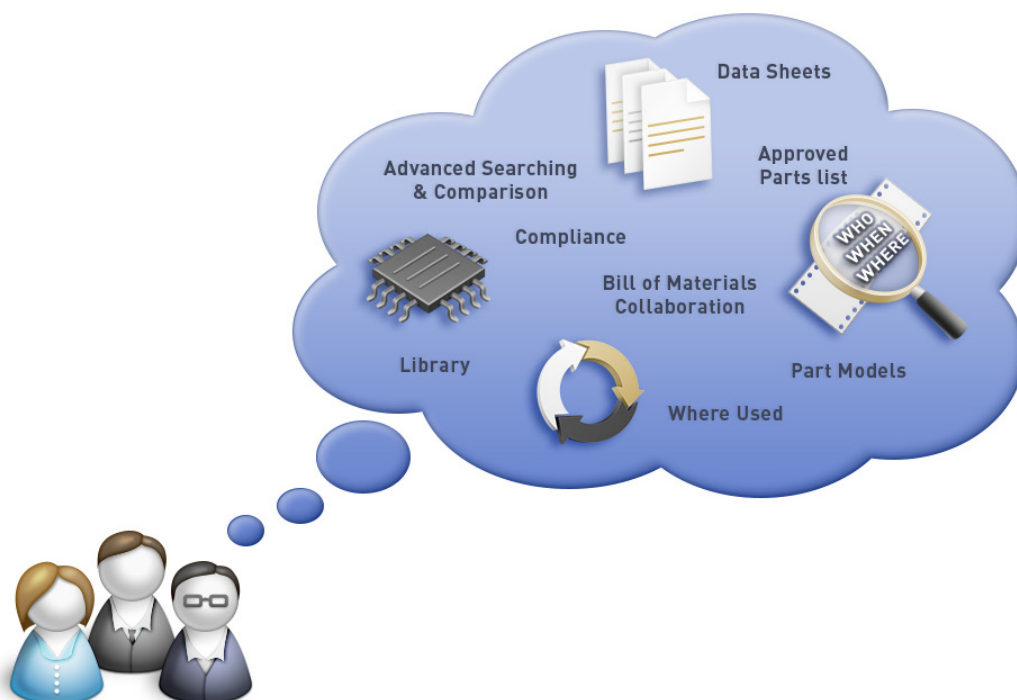 Data Sheets
Advanced Searching
& Comparison
Approved
Parts list
WHO
WHEN
WHERE
Compliance
Bill of Materials
Collaboration
Library
Part Models
Where Used